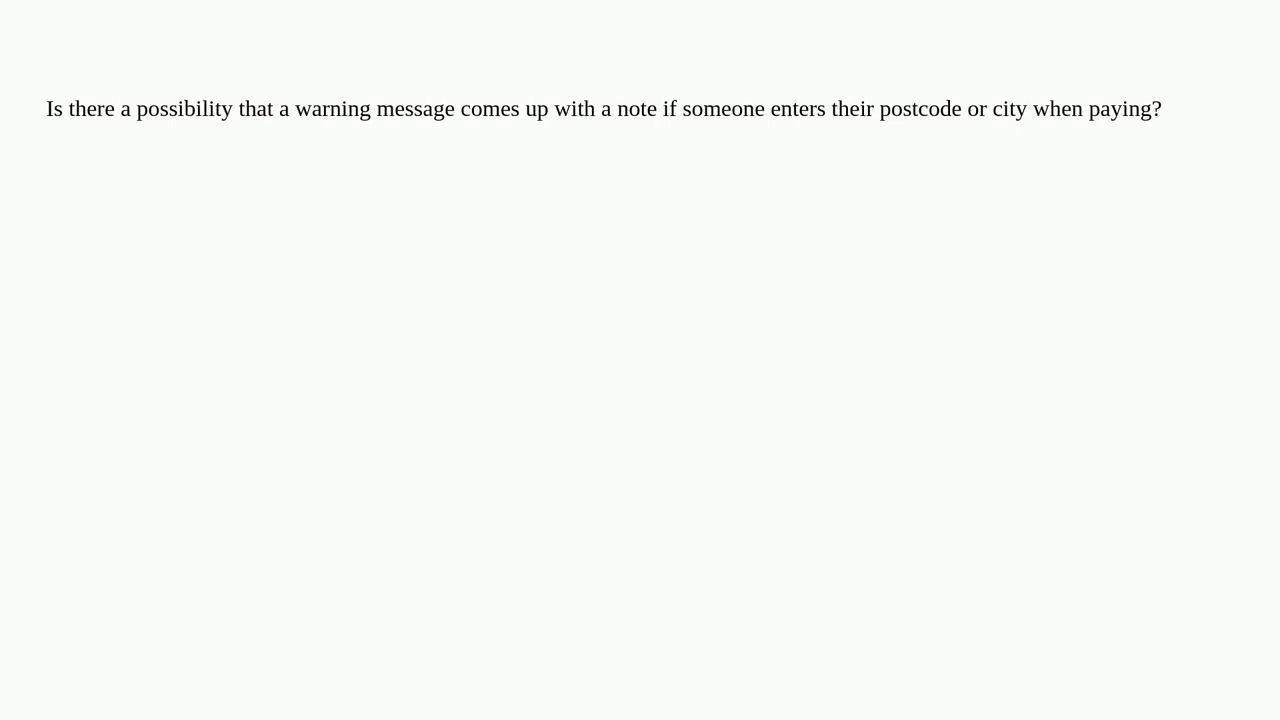 Is there a possibility that a warning message comes up with a note if someone enters their postcode or city when paying?